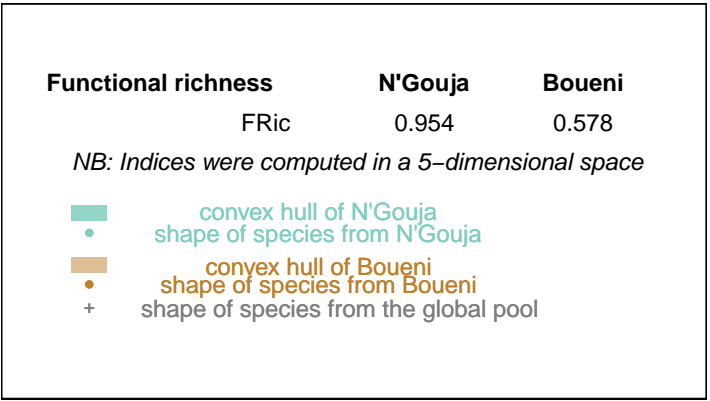 Functional richness N'Gouja Boueni
FRic 0.954 0.578
NB: Indices were computed in a 5−dimensional space
convex hull of N'Gouja
shape of species from N'Gouja
convex hull of Boueni
shape of species from Boueni
shape of species from the global pool